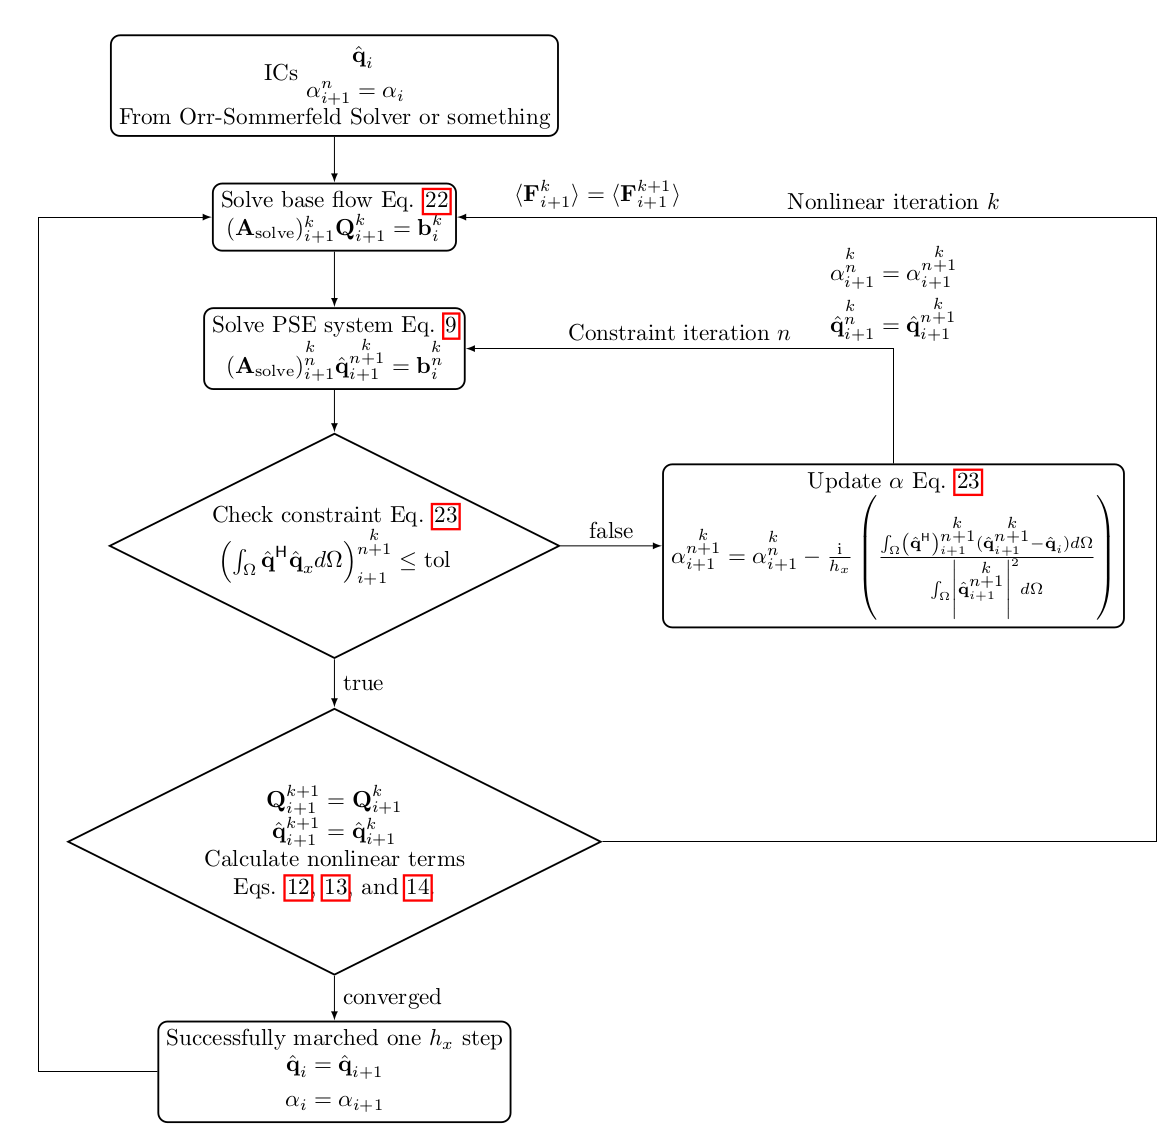 ICs $\hat{\mathbf{q}}_i$
$\alpha_{i+1}^{n} = \alpha_i$
From Orr-Sommerfeld Solver or something
Solve base flow Eq. 22
$(\mathbf{A}_{\text{solve}})_{i+1}^{k} \mathbf{Q}_{i+1}^{k} = \mathbf{b}_i^{k}$
$\langle \mathbf{F}_{i+1}^{k} \rangle = \langle \mathbf{F}_{i+1}^{k+1} \rangle$
Nonlinear iteration $k$
$\alpha_{i+1}^{\overset{k}{n}} = \alpha_{i+1}^{\overset{k}{n+1}}$
$\hat{\mathbf{q}}_{i+1}^{\overset{k}{n}} = \hat{\mathbf{q}}_{i+1}^{\overset{k}{n+1}}$
Constraint iteration $n$
Solve PSE system Eq. 9
$(\mathbf{A}_{\text{solve}})_{i+1}^{\overset{k}{n}} \hat{\mathbf{q}}_{i+1}^{\overset{k}{n+1}} = \mathbf{b}_i^{\overset{k}{n}}$
Check constraint Eq. 23
$\left( \int_\Omega \hat{\mathbf{q}}^{\mathsf{H}} \hat{\mathbf{q}}_x d\Omega \right)_{i+1}^{\overset{k}{n+1}} \leq \text{tol}$
false
Update $\alpha$ Eq. 23
$\alpha_{i+1}^{\overset{k}{n+1}} = \alpha_{i+1}^{\overset{k}{n}} - \frac{\mathrm{i}}{h_x} \left( \frac{\int_\Omega \left( \hat{\mathbf{q}}^{\mathsf{H}} \right)_{i+1}^{\overset{k}{n+1}} (\hat{\mathbf{q}}_{i+1}^{\overset{k}{n+1}} - \hat{\mathbf{q}}_i) d\Omega}{\int_\Omega \left| \hat{\mathbf{q}}_{i+1}^{\overset{k}{n+1}} \right|^2 d\Omega} \right)$
true
$\mathbf{Q}_{i+1}^{k+1} = \mathbf{Q}_{i+1}^{k}$
$\hat{\mathbf{q}}_{i+1}^{k+1} = \hat{\mathbf{q}}_{i+1}^{k}$
Calculate nonlinear terms
Eqs. 12, 13, and 14.
converged
Successfully marched one $h_x$ step
$\hat{\mathbf{q}}_i = \hat{\mathbf{q}}_{i+1}$
$\alpha_i = \alpha_{i+1}$